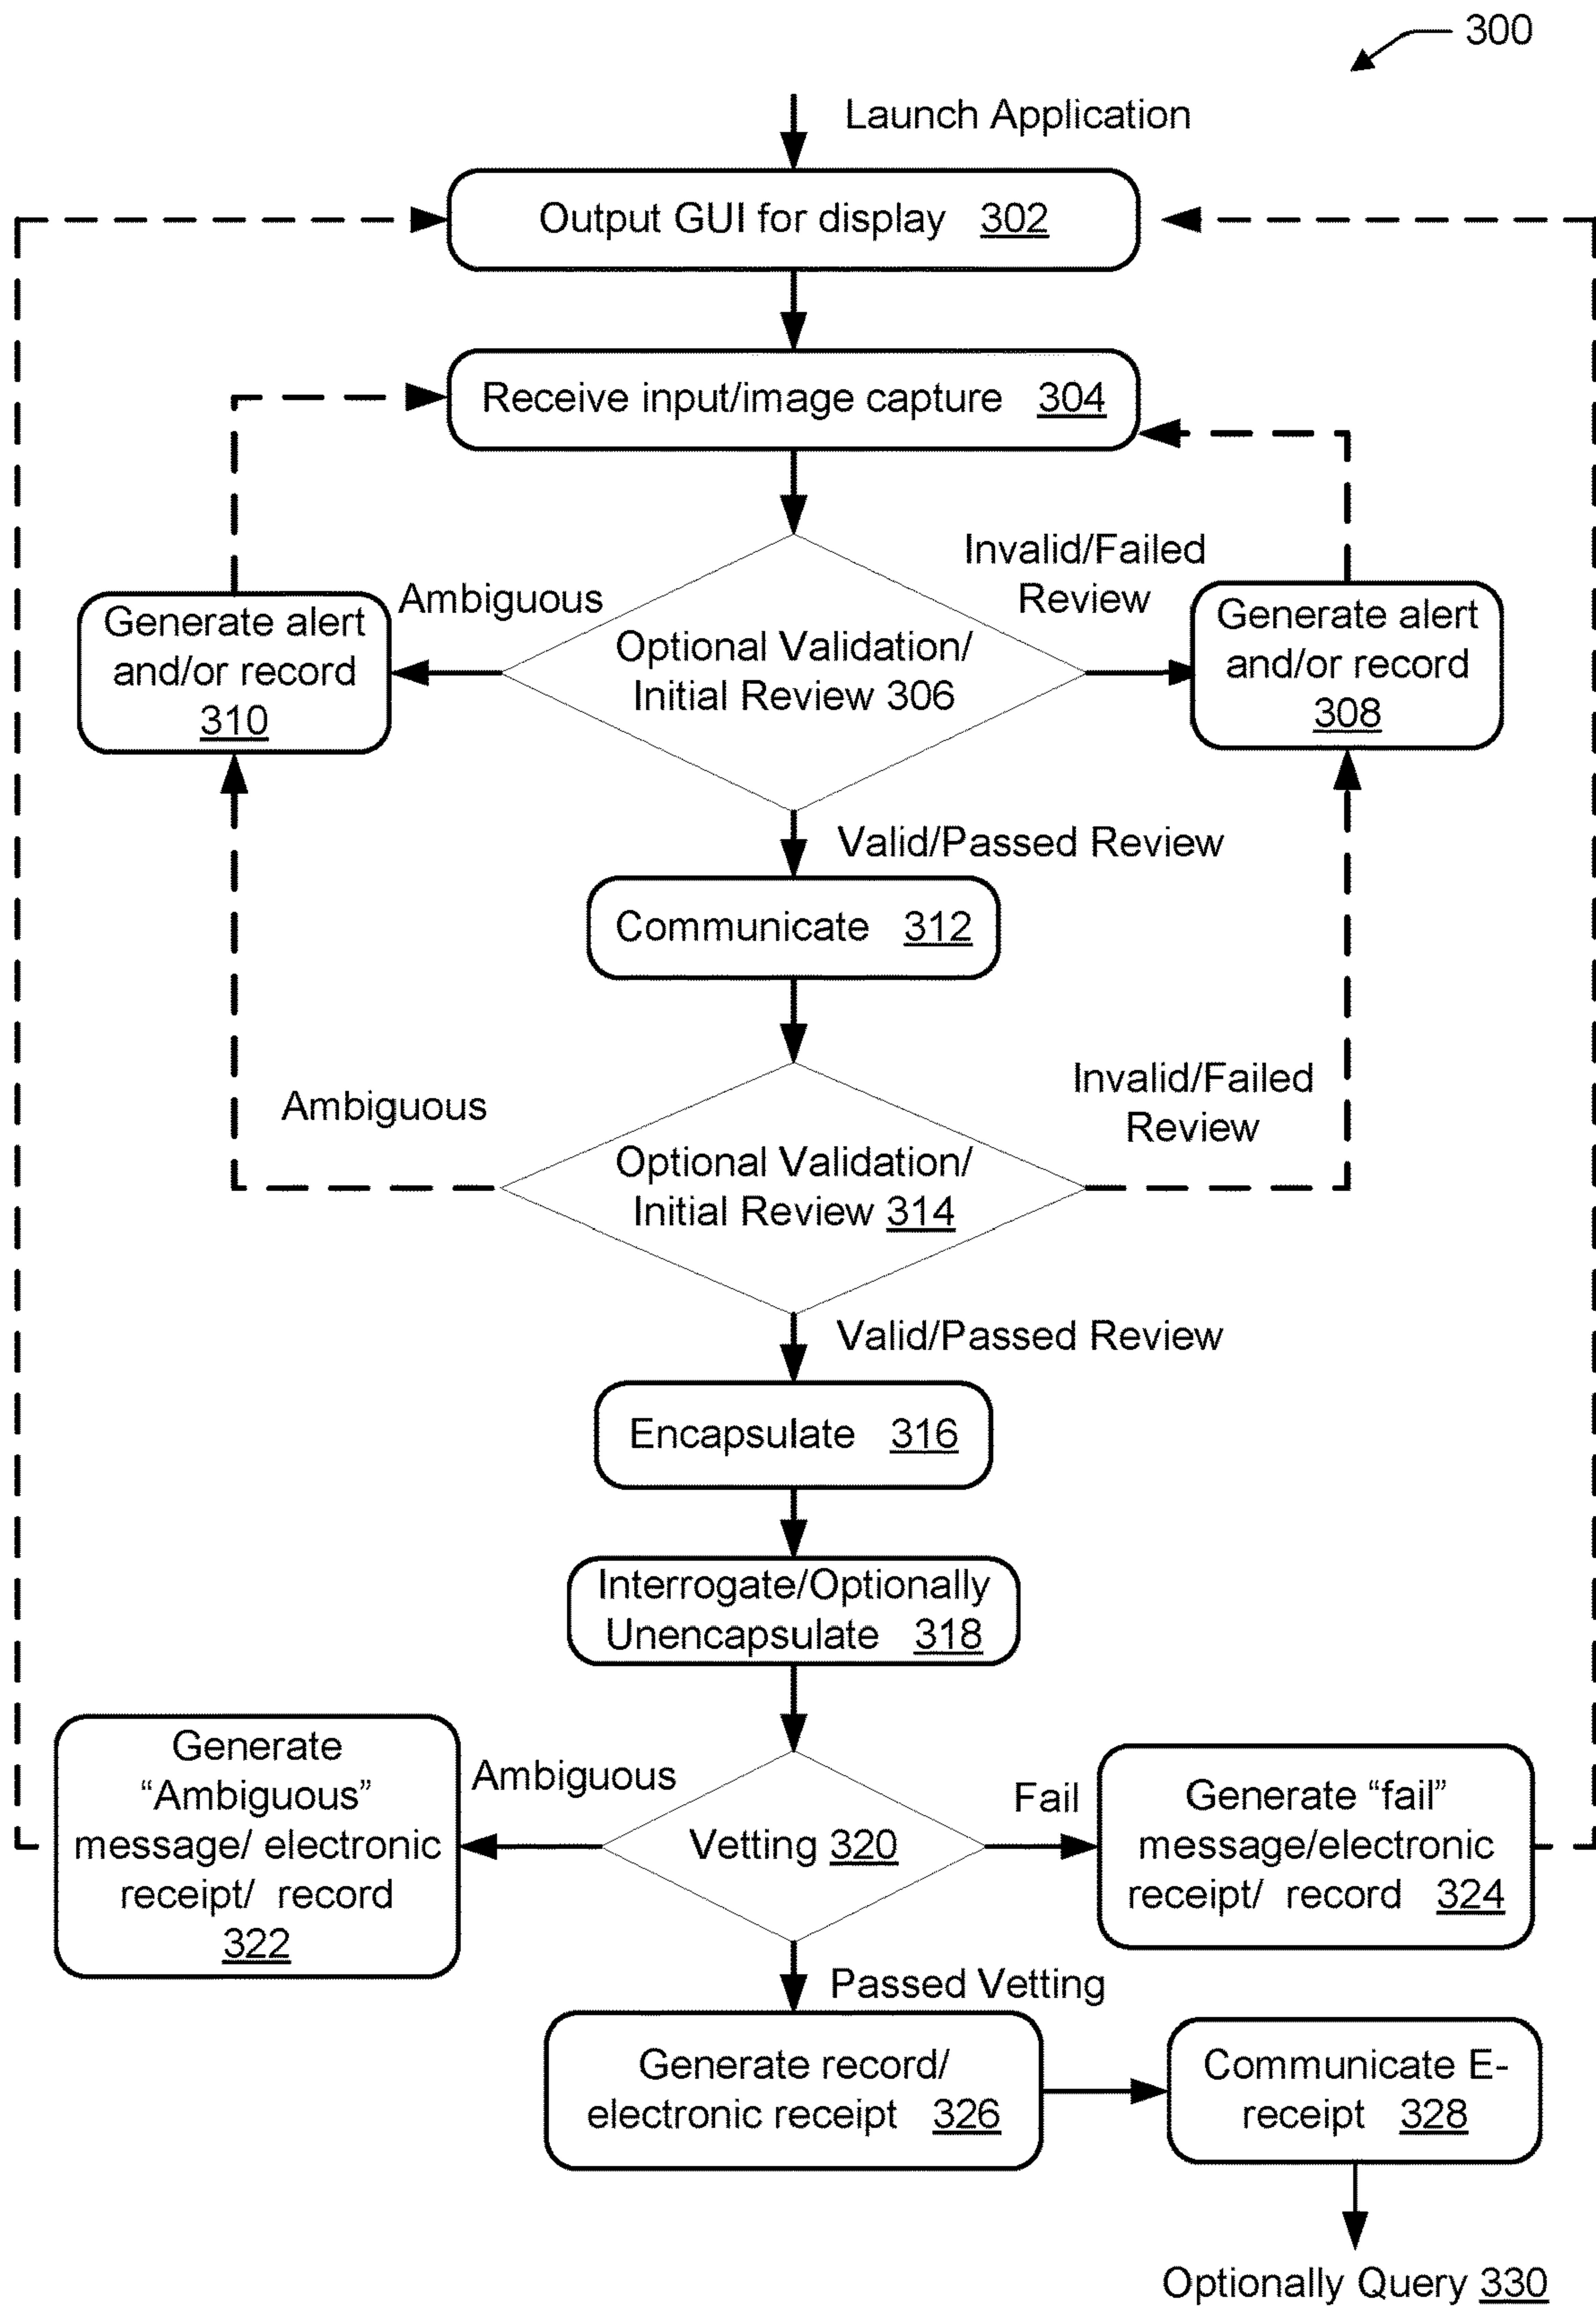 300
Launch Application
Output GUI for display 302
Receive input/image capture 304
Invalid/Failed
Review
Ambiguous
Generate alert
and/or record
310
Optional Validation/
Initial Review 306
Generate alert
and/or record
308
Valid/Passed Review
Communicate 312
Ambiguous
Invalid/Failed
Review
Optional Validation/
Initial Review 314
Valid/Passed Review
Encapsulate 316
Interrogate/Optionally
Unencapsulate 318
Generate
“Ambiguous”
message/ electronic
receipt/ record
322
Ambiguous
Vetting 320
Fail
Generate “fail”
message/electronic
receipt/ record 324
Passed Vetting
Generate record/
electronic receipt 326
Communicate E-
receipt 328
Optionally Query 330